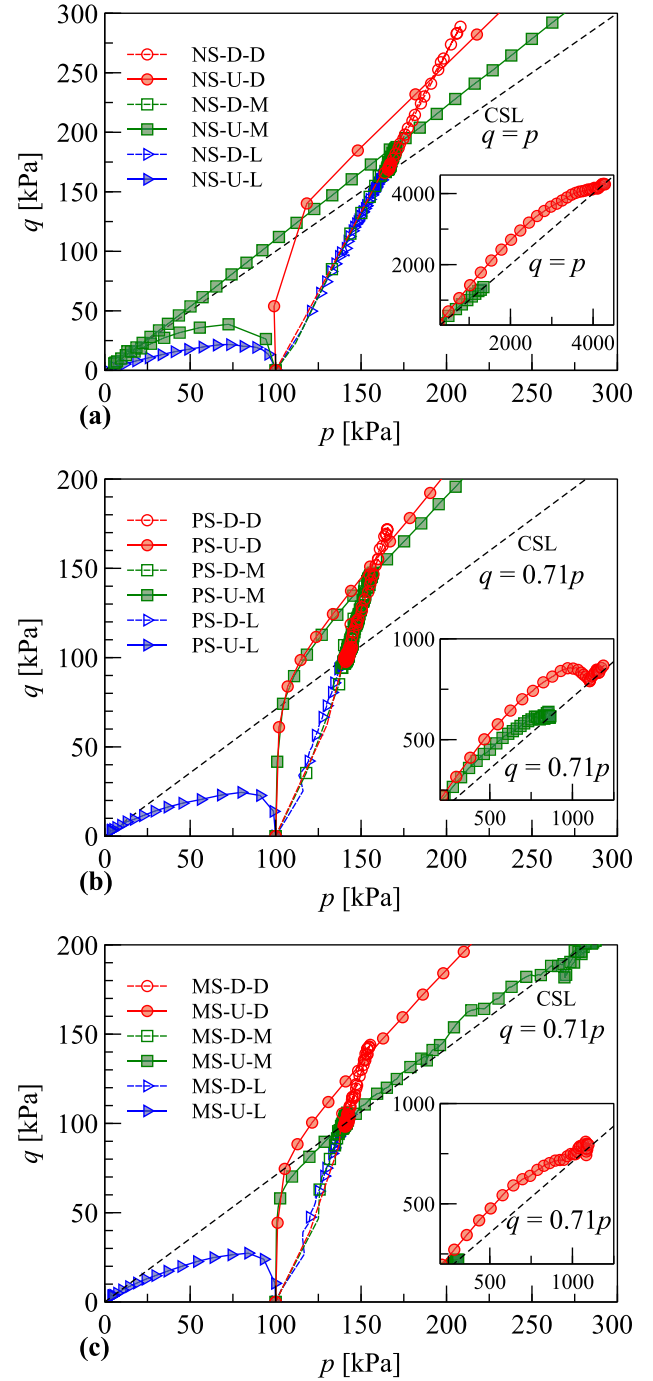 300
250
200
150
100
50
0
q [kPa]
NS-D-D
NS-U-D
NS-D-M
NS-U-M
NS-D-L
NS-U-L
CSL
q = p
4000
2000
q = p
2000 4000
0 50 100 150 200 250 300
(a)
p [kPa]
200
150
100
50
0
q [kPa]
PS-D-D
PS-U-D
PS-D-M
PS-U-M
PS-D-L
PS-U-L
CSL
q = 0.71p
1000
500
q = 0.71p
500 1000
0 50 100 150 200 250 300
(b)
p [kPa]
200
150
100
50
0
q [kPa]
MS-D-D
MS-U-D
MS-D-M
MS-U-M
MS-D-L
MS-U-L
CSL
q = 0.71p
1000
500
q = 0.71p
500 1000
0 50 100 150 200 250 300
(c)
p [kPa]